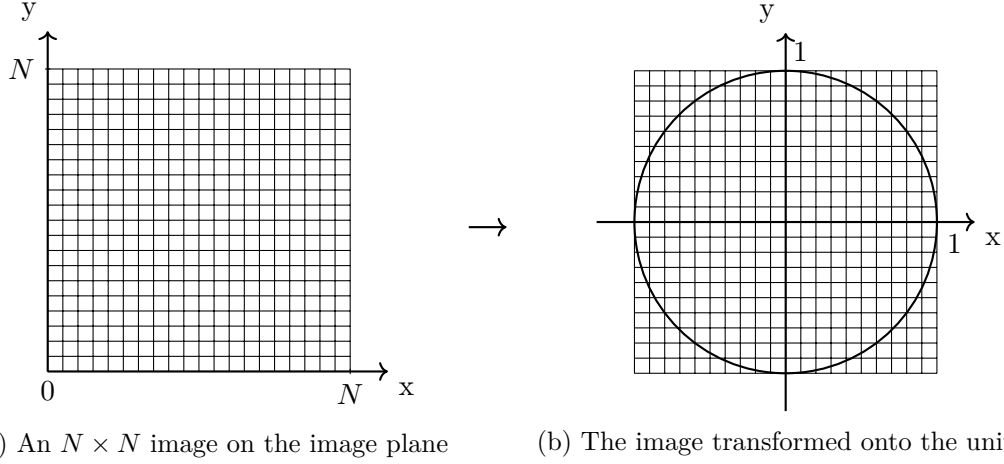 y
N
0
N
x
y
1
1
x
) An N × N image on the image plane
(b) The image transformed onto the uni